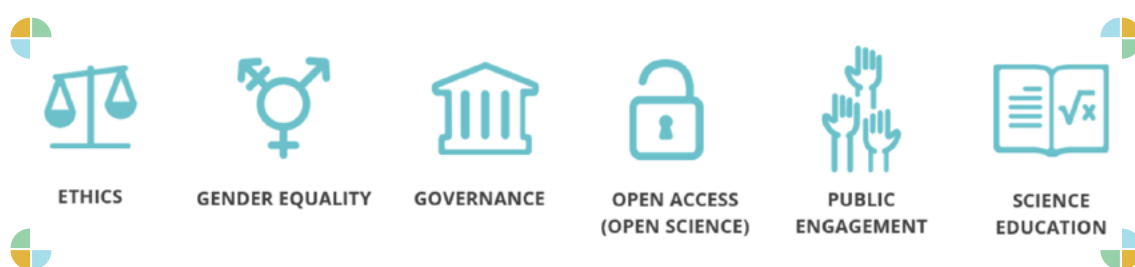 ETHICS
GENDER EQUALITY
GOVERNANCE
OPEN ACCESS
(OPEN SCIENCE)
PUBLIC
ENGAGEMENT
√x
SCIENCE
EDUCATION